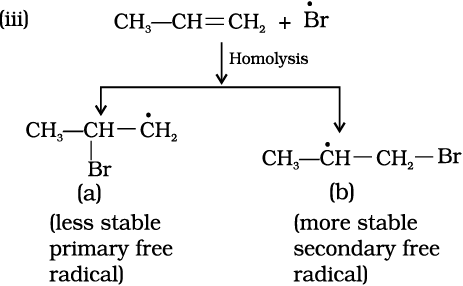 (iii) CH₃—CH=CH₂ + Ḃr
Homolysis
CH₃—CH—ĊH₂
Br
(a)
(less stable
primary free
radical)
CH₃—ĊH—CH₂—Br
(b)
(more stable
secondary free
radical)